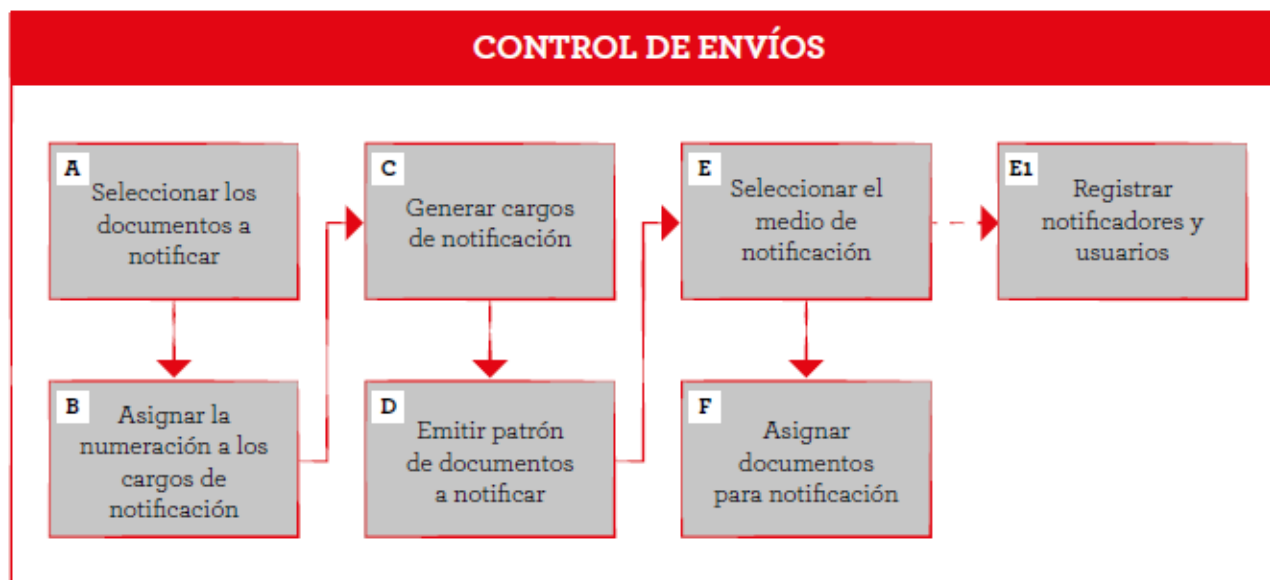 CONTROL DE ENVÍOS
A
Seleccionar los
documentos a
notificar
B
Asignar la
numeración a los
cargos de
notificación
C
Generar cargos
de notificación
D
Emitir patrón
de documentos
a notificar
E
Seleccionar el
medio de
notificación
F
Asignar
documentos
para notificación
E1
Registrar
notificadores y
usuarios